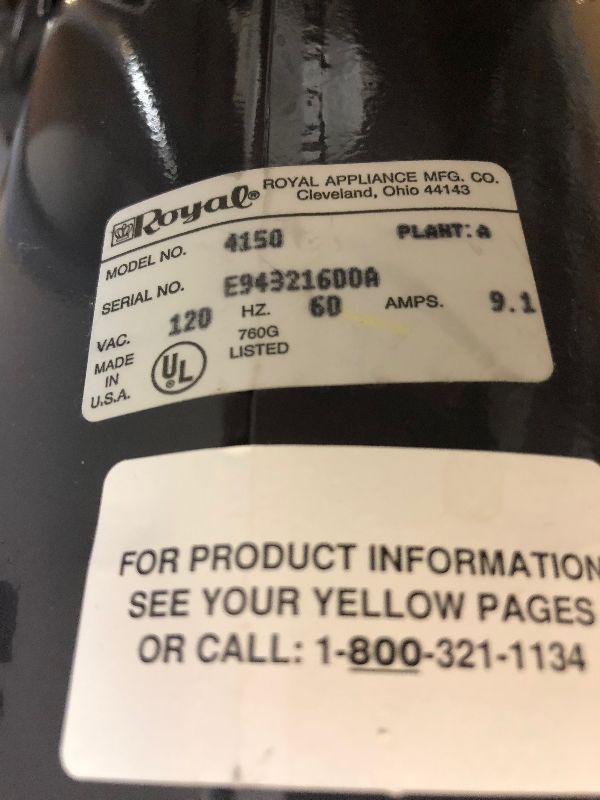 Royal® ROYAL APPLIANCE MFG. CO.
Cleveland, Ohio 44143
MODEL NO. 4150 PLANT: A
SERIAL NO. E94321600A
VAC. 120 HZ. 60 AMPS. 9.1
MADE IN U.S.A. UL® 760G LISTED
FOR PRODUCT INFORMATION
SEE YOUR YELLOW PAGES
OR CALL: 1-800-321-1134